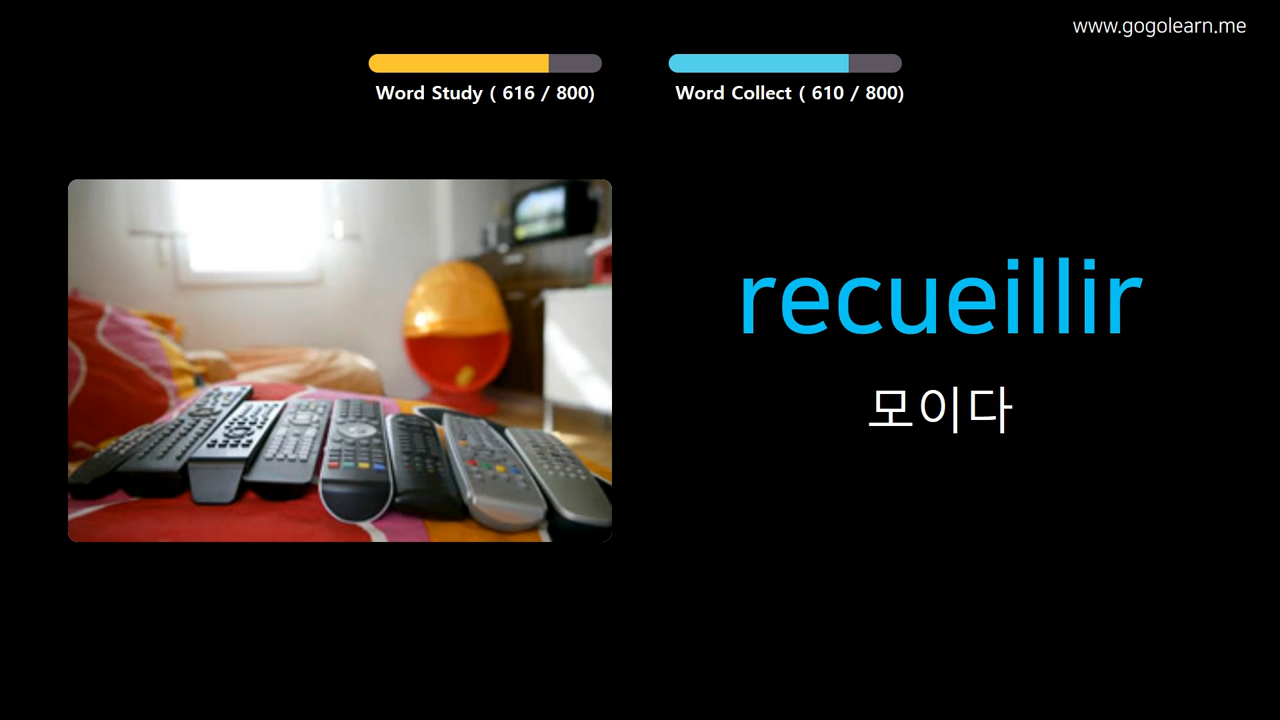 www.gogolearn.me
Word Study ( 616 / 800)
Word Collect ( 610 / 800)
recueillir
모이다